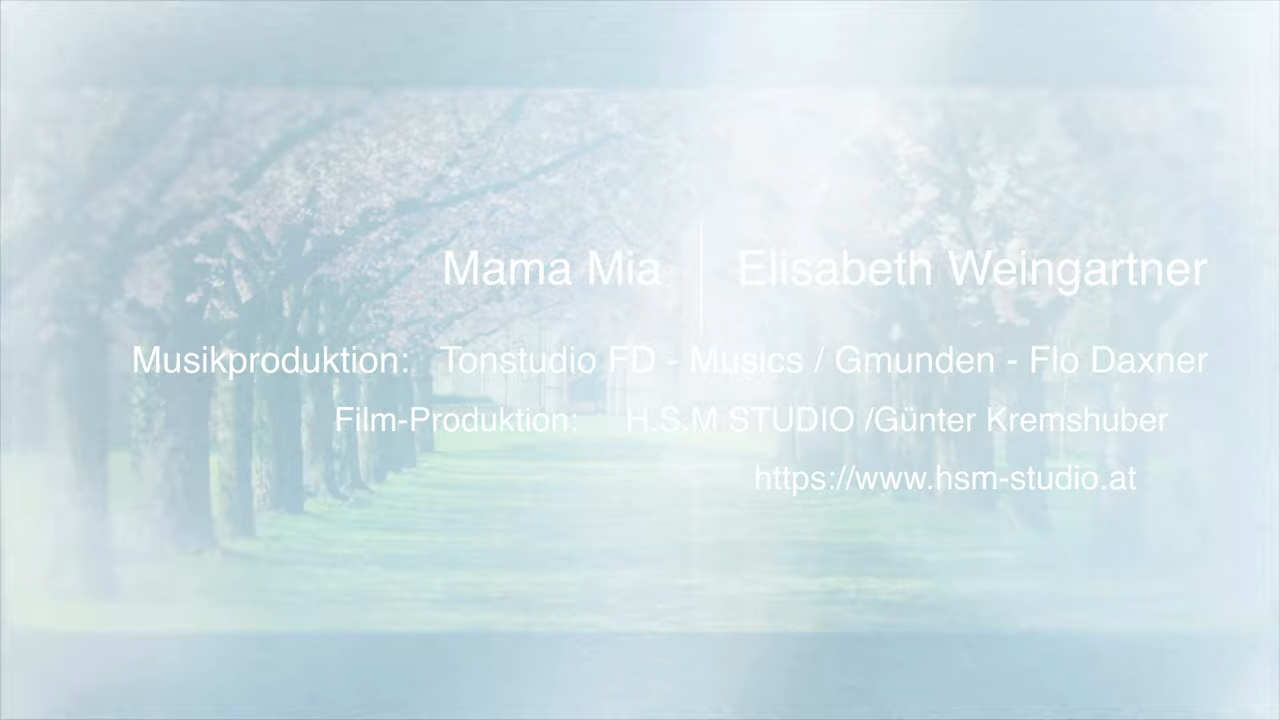 Mama Mia | Elisabeth Weingartner
Musikproduktion: Tonstudio FD - Musics / Gmunden - Flo Daxner
Film-Produktion: H.S.M STUDIO /Günter Kremshuber
https://www.hsm-studio.at